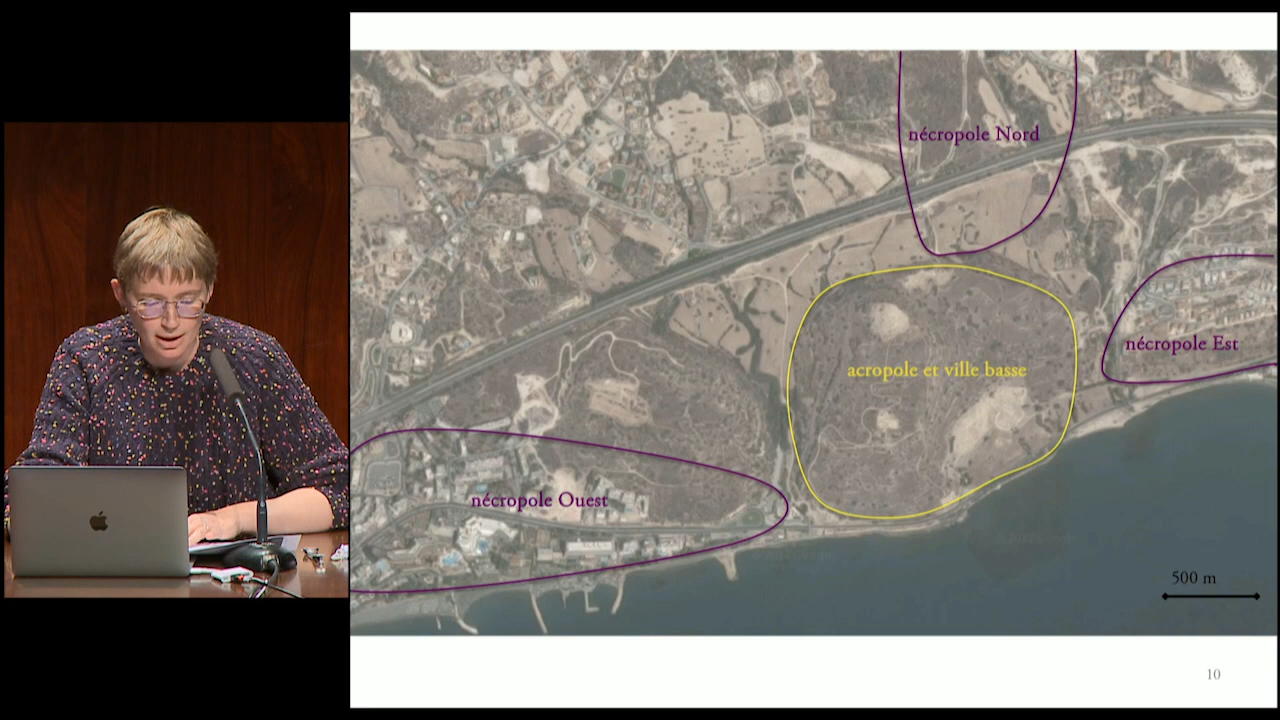 nécropole Nord
nécropole Est
acropole et ville basse
nécropole Ouest
500 m
10